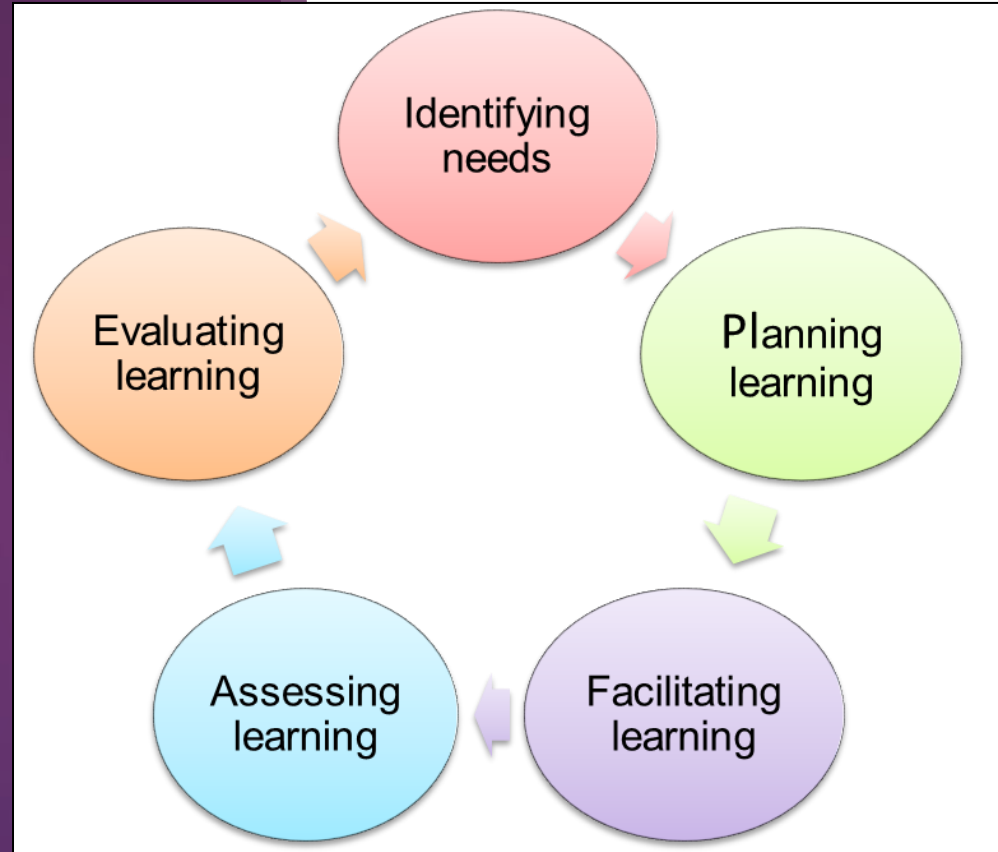 Identifying
needs
Planning
learning
Facilitating
learning
Assessing
learning
Evaluating
learning